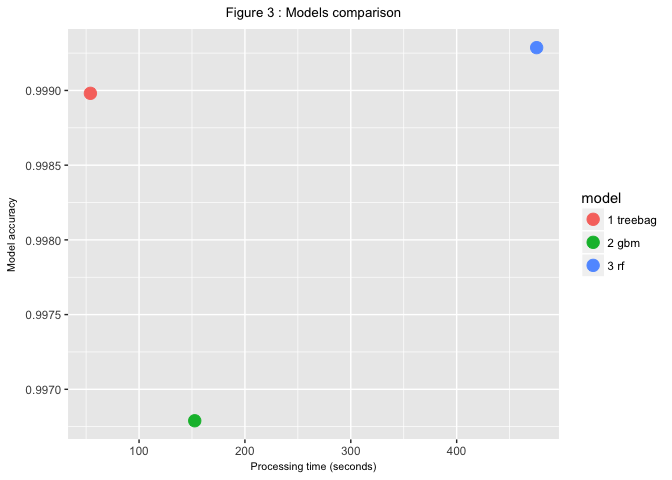 Figure 3 : Models comparison
0.9990
0.9985
0.9980
0.9975
0.9970
Model accuracy
100
200
300
400
Processing time (seconds)
model
1 treebag
2 gbm
3 rf